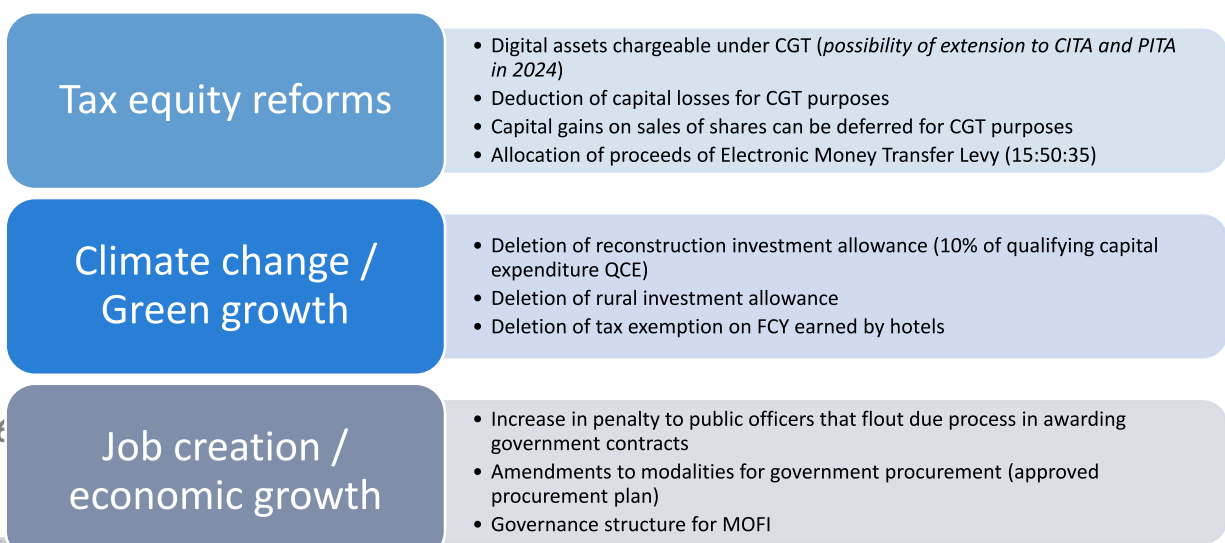 Tax equity reforms
• Digital assets chargeable under CGT (possibility of extension to CITA and PITA
in 2024)
• Deduction of capital losses for CGT purposes
• Capital gains on sales of shares can be deferred for CGT purposes
• Allocation of proceeds of Electronic Money Transfer Levy (15:50:35)
Climate change /
Green growth
• Deletion of reconstruction investment allowance (10% of qualifying capital
expenditure QCE)
• Deletion of rural investment allowance
• Deletion of tax exemption on FCY earned by hotels
Job creation /
economic growth
• Increase in penalty to public officers that flout due process in awarding
government contracts
• Amendments to modalities for government procurement (approved
procurement plan)
• Governance structure for MOFI